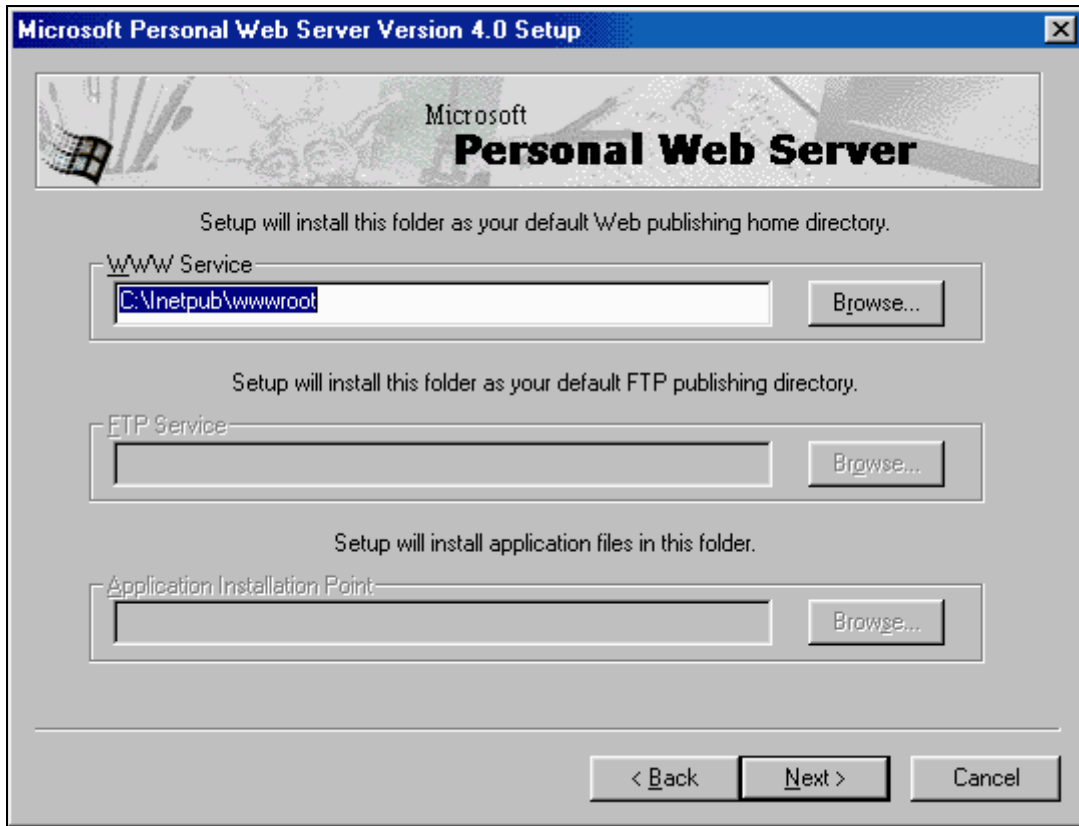 Microsoft Personal Web Server Version 4.0 Setup
Microsoft
Personal Web Server
Setup will install this folder as your default Web publishing home directory.
WWW Service
C:\Inetpub\wwwroot
Browse...
Setup will install this folder as your default FTP publishing directory.
FTP Service
Browse...
Setup will install application files in this folder.
Application Installation Point
Browse...
< Back
Next >
Cancel